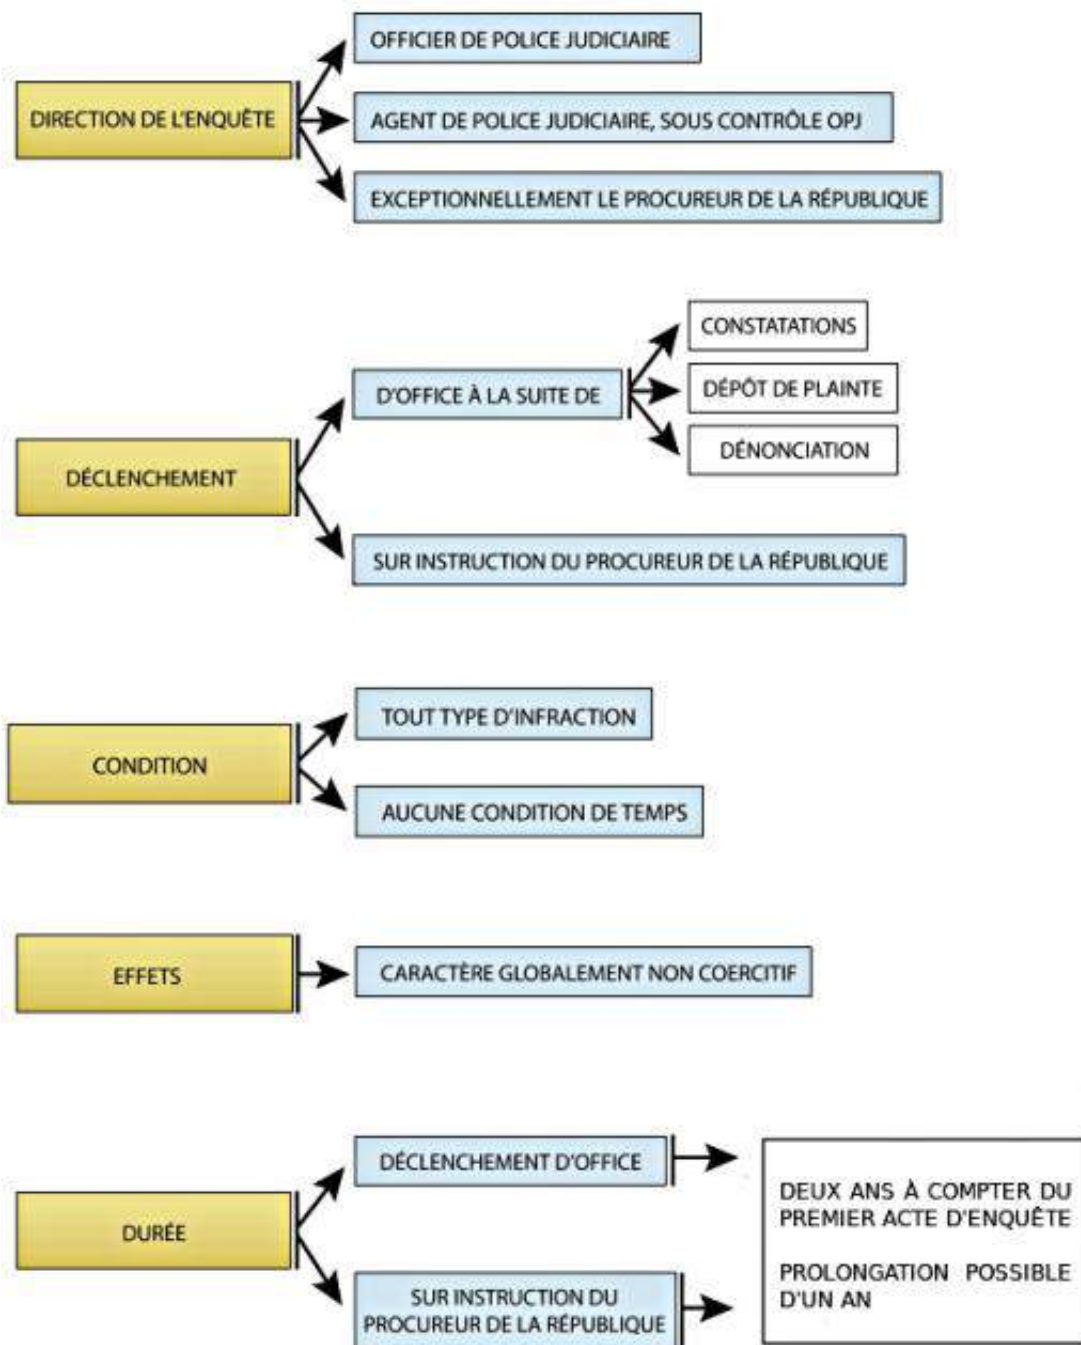 DIRECTION DE L'ENQUÊTE
OFFICIER DE POLICE JUDICIAIRE
AGENT DE POLICE JUDICIAIRE, SOUS CONTRÔLE OPJ
EXCEPTIONNELLEMENT LE PROCUREUR DE LA RÉPUBLIQUE
DÉCLENCHEMENT
D'OFFICE À LA SUITE DE
CONSTATATIONS
DÉPÔT DE PLAINTE
DÉNONCIATION
SUR INSTRUCTION DU PROCUREUR DE LA RÉPUBLIQUE
CONDITION
TOUT TYPE D'INFRACTION
AUCUNE CONDITION DE TEMPS
EFFETS
CARACTÈRE GLOBALEMENT NON COERCITIF
DURÉE
DÉCLENCHEMENT D'OFFICE
SUR INSTRUCTION DU
PROCUREUR DE LA RÉPUBLIQUE
DEUX ANS À COMPTER DU
PREMIER ACTE D'ENQUÊTE
PROLONGATION POSSIBLE
D'UN AN